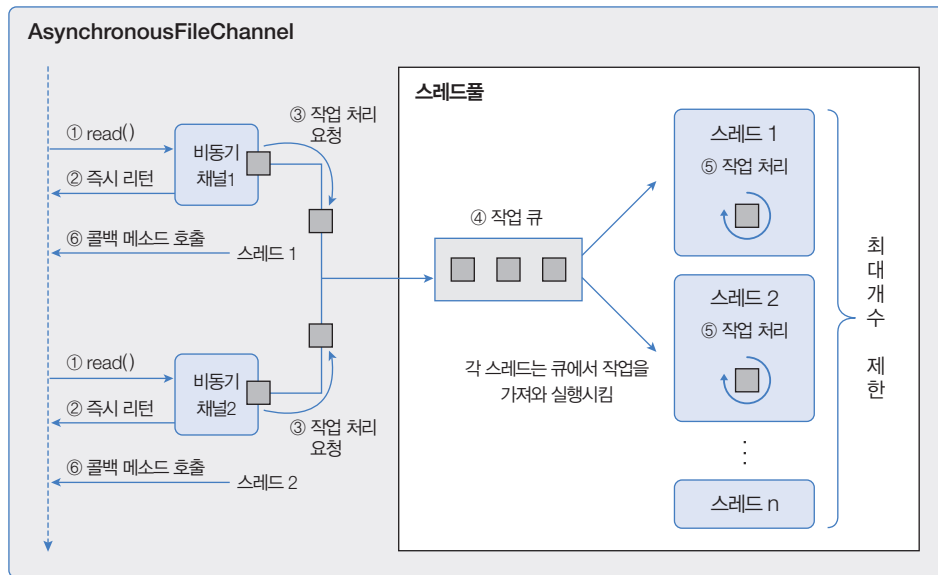 AsynchronousFileChannel
① read()
비동기
채널1
② 즉시 리턴
③ 작업 처리
요청
⑥ 콜백 메소드 호출
스레드 1
① read()
비동기
채널2
② 즉시 리턴
③ 작업 처리
요청
⑥ 콜백 메소드 호출
스레드 2
스레드풀
④ 작업 큐
각 스레드는 큐에서 작업을
가져와 실행시킴
스레드 1
⑤ 작업 처리
스레드 2
⑤ 작업 처리
⋮
스레드 n
최대개수 제한